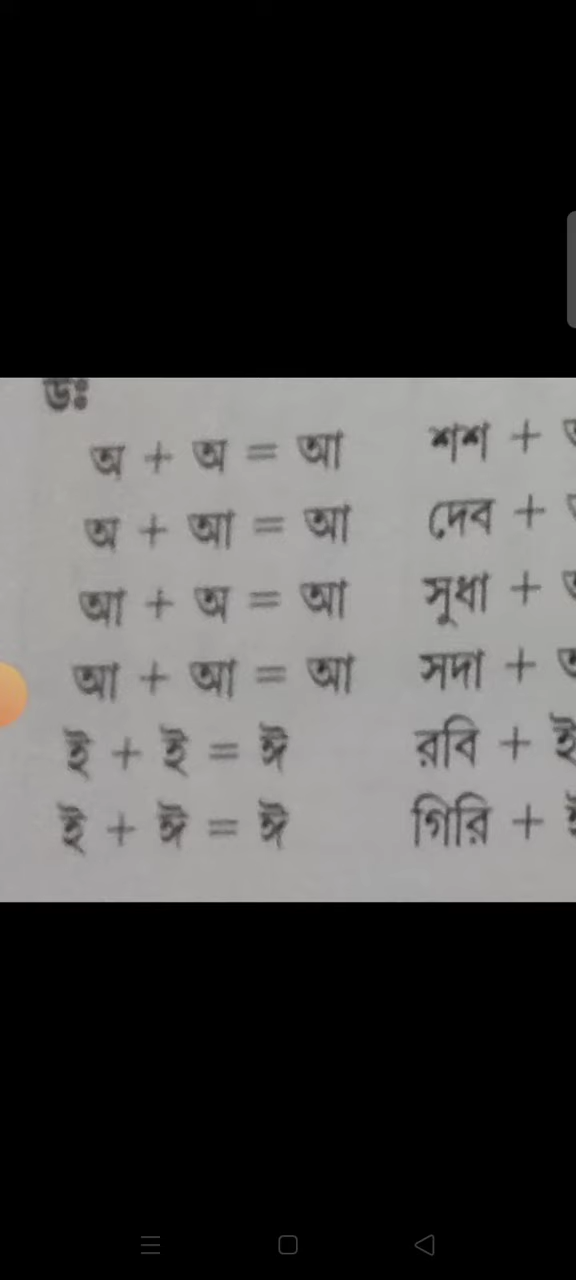 উঃ
অ + অ = আ শশ +
অ + আ = আ দেব +
আ + অ = আ সুধা +
আ + আ = আ সদা +
ই + ই = ঈ রবি + ই
ই + ঈ = ঈ গিরি +